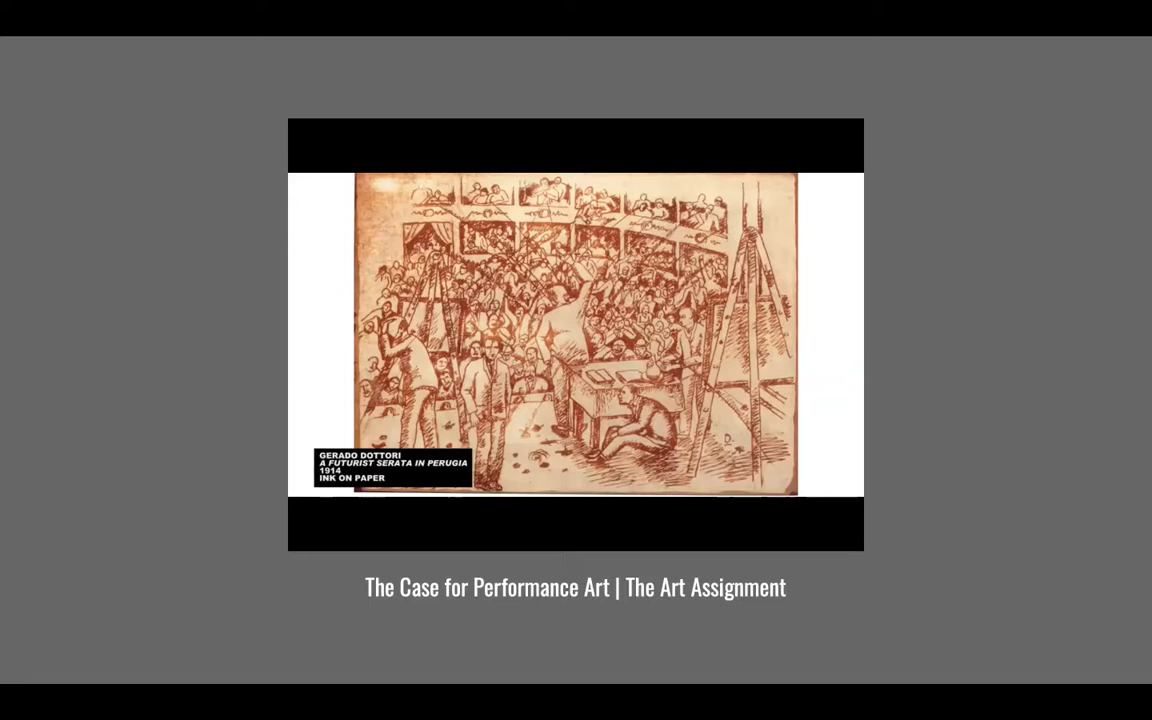 GERADO DOTTORI
A FUTURIST SERATA IN PERUGIA
1914
INK ON PAPER
D.
The Case for Performance Art | The Art Assignment